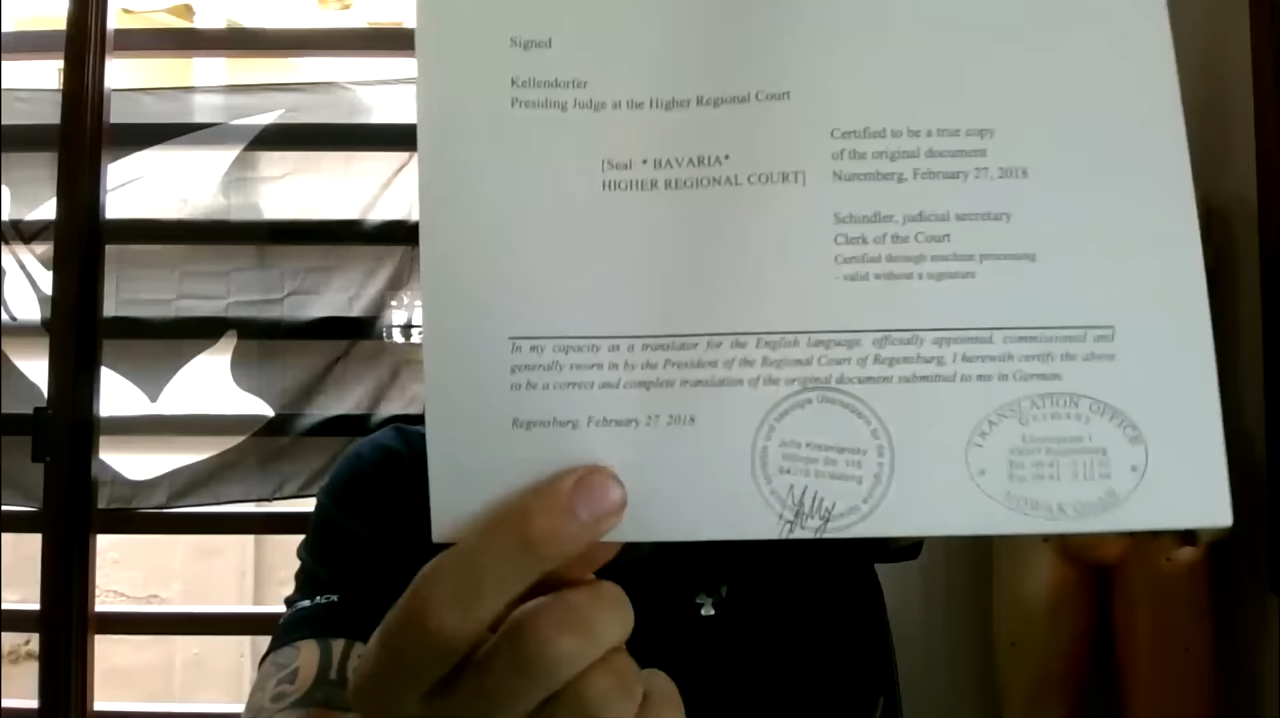 Signed
Kellendorfer
Presiding Judge at the Higher Regional Court
[Seal: * BAVARIA*
HIGHER REGIONAL COURT]
Certified to be a true copy
of the original document
Nuremberg, February 27, 2018
Schindler, judicial secretary
Clerk of the Court
Certified through machine processing
- valid without a signature
In my capacity as a translator for the English language, officially appointed, commissioned and
generally sworn in by the President of the Regional Court of Regensburg, I herewith certify the above
to be a correct and complete translation of the original document submitted to me in German.
Regensburg, February 27, 2018
TRANSLATION OFFICE
Germany